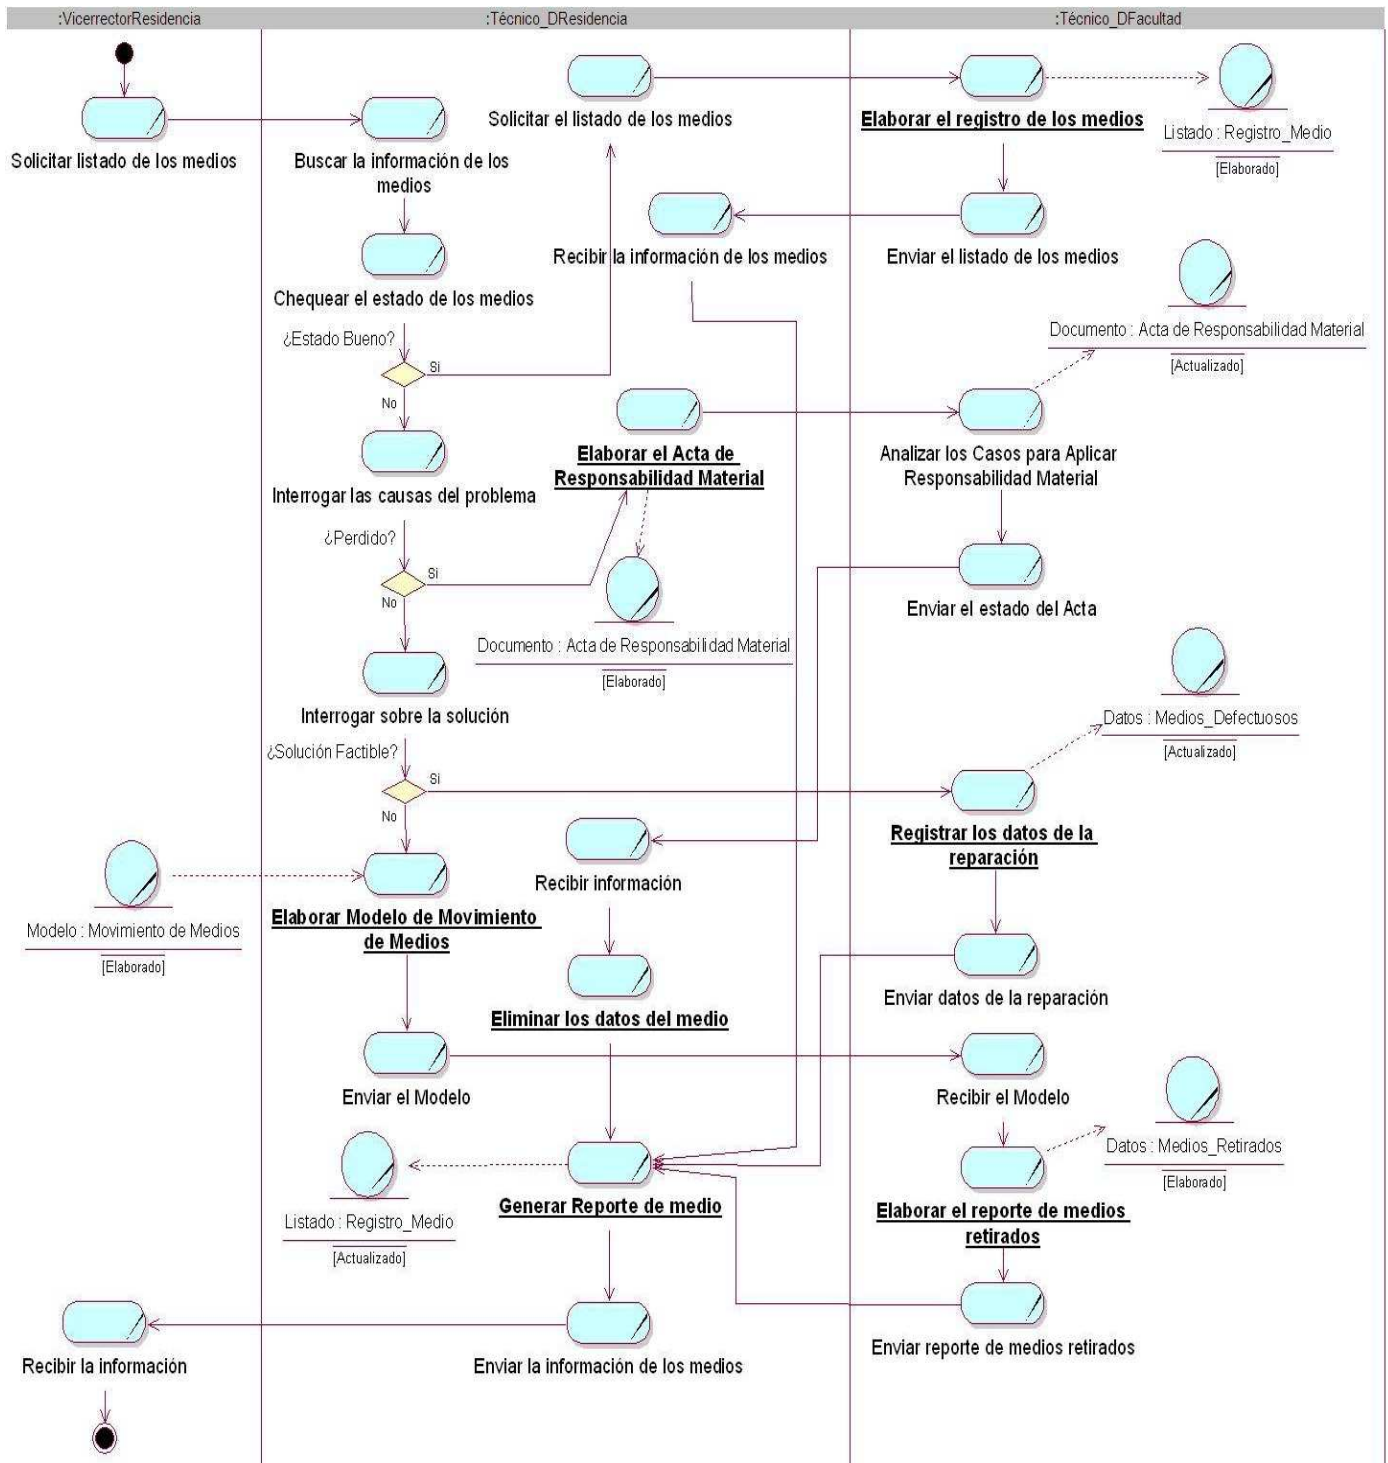 :VicerrectorResidencia
:Técnico_DResidencia
:Técnico_DFacultad
Solicitar listado de los medios
Buscar la información de los
medios
Solicitar el listado de los medios
Elaborar el registro de los medios
Listado : Registro_Medio
[Elaborado]
Chequear el estado de los medios
Recibir la información de los medios
Enviar el listado de los medios
¿Estado Bueno?
Si
No
Documento : Acta de Responsabilidad Material
[Actualizado]
Interrogar las causas del problema
Elaborar el Acta de
Responsabilidad Material
Analizar los Casos para Aplicar
Responsabilidad Material
¿Perdido?
Si
No
Documento : Acta de Responsabilidad Material
[Elaborado]
Enviar el estado del Acta
Interrogar sobre la solución
¿Solución Factible?
Si
No
Datos : Medios_Defectuosos
[Actualizado]
Registrar los datos de la
reparación
Modelo : Movimiento de Medios
[Elaborado]
Elaborar Modelo de Movimiento
de Medios
Recibir información
Eliminar los datos del medio
Enviar datos de la reparación
Enviar el Modelo
Recibir el Modelo
Datos : Medios_Retirados
[Elaborado]
Listado : Registro_Medio
[Actualizado]
Generar Reporte de medio
Elaborar el reporte de medios
retirados
Recibir la información
Enviar la información de los medios
Enviar reporte de medios retirados